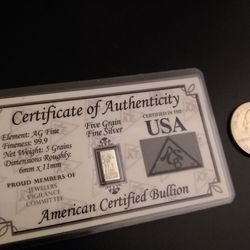 Certificate of Authenticity
Element: AG Fine
Fineness: 99.9
Net Weight: 5 Grains
Dimensions Roughly:
6mm x 11mm
PROUD MEMBERS OF
JEWELERS
VIGILANCE
COMMITTEE
Five Grain
Fine Silver
CERTIFIED IN THE
USA
American Certified Bullion